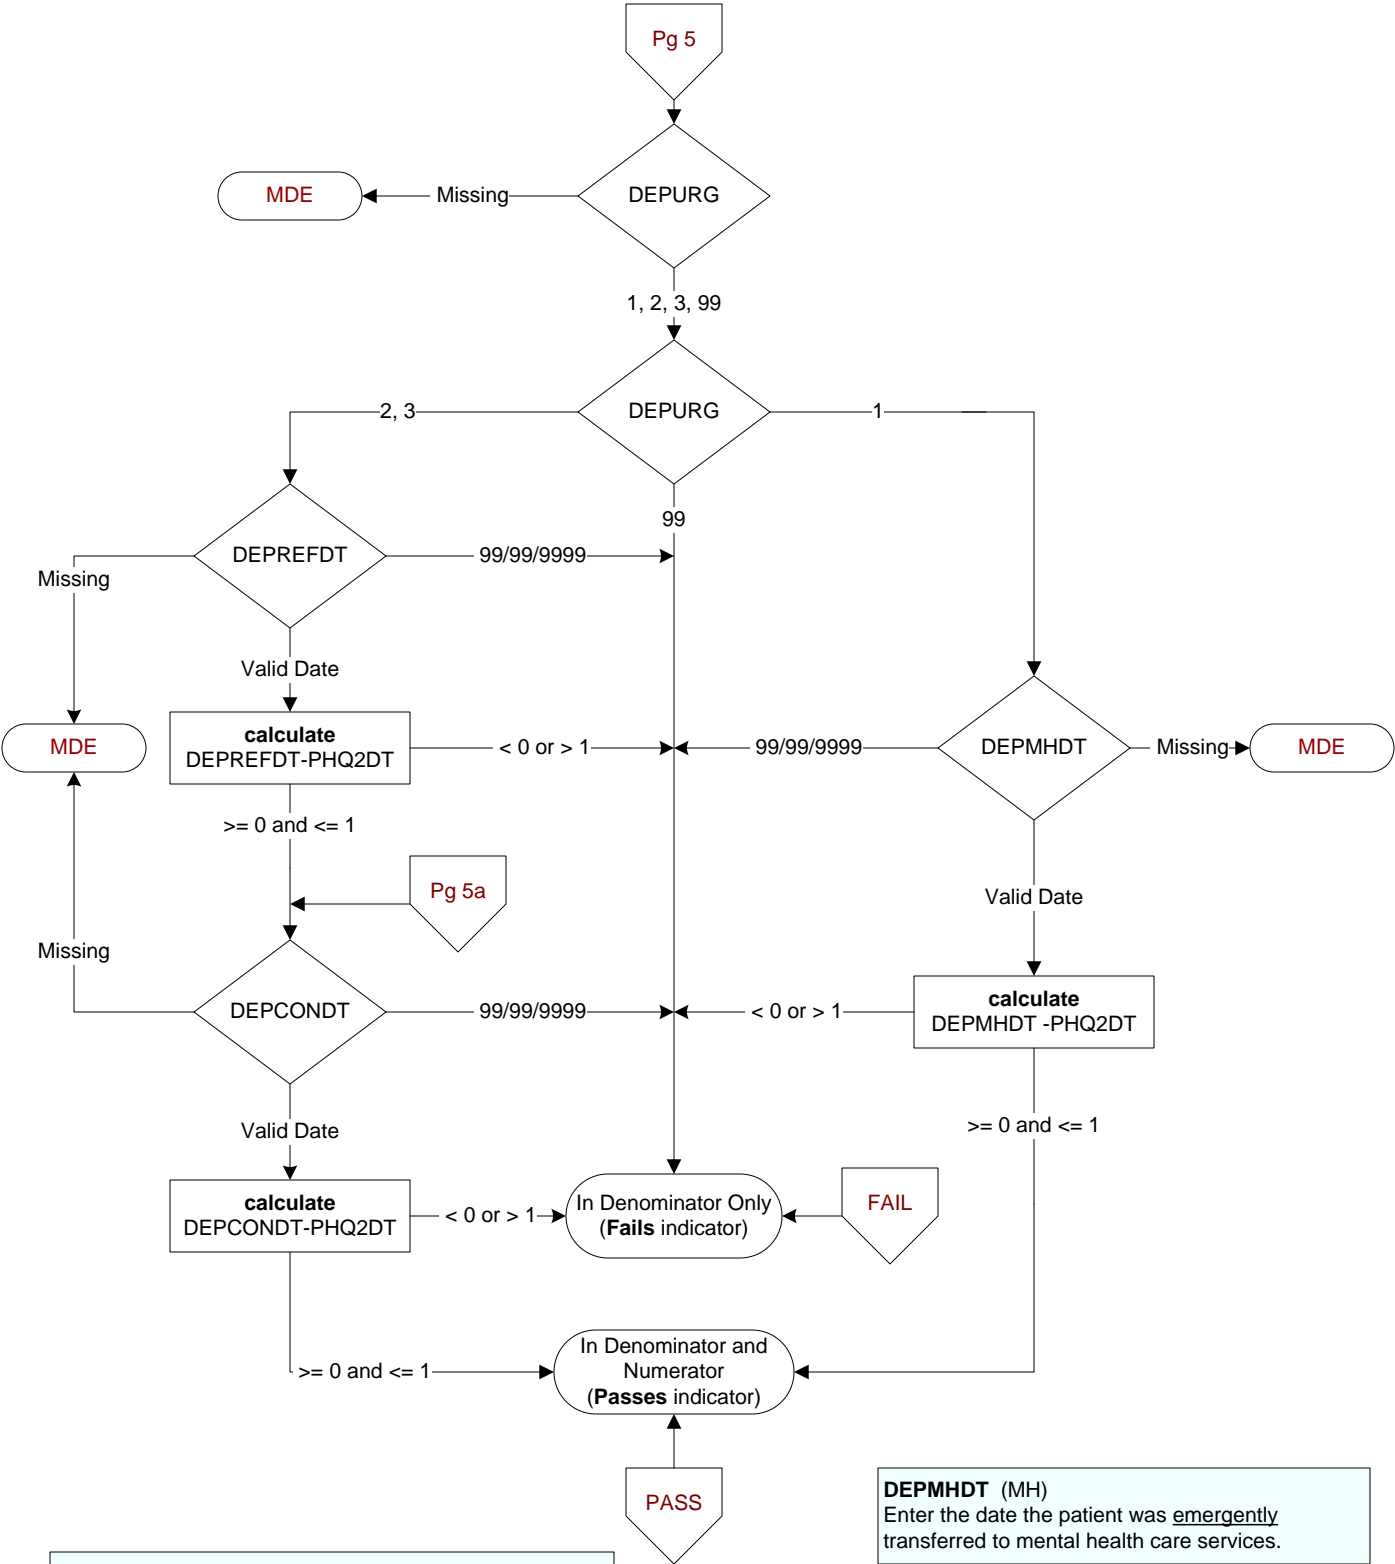 Pg 5
MDE
Missing
DEPURG
1, 2, 3, 99
2, 3
DEPURG
1
99
DEPREFDT
99/99/9999
Missing
Valid Date
MDE
calculate
DEPREFDT-PHQ2DT
< 0 or > 1
99/99/9999
DEPMHDT
Missing
MDE
>= 0 and <= 1
Pg 5a
Valid Date
Missing
DEPCONDT
99/99/9999
< 0 or > 1
calculate
DEPMHDT -PHQ2DT
Valid Date
>= 0 and <= 1
calculate
DEPCONDT-PHQ2DT
< 0 or > 1
In Denominator Only
(Fails indicator)
FAIL
>= 0 and <= 1
In Denominator and
Numerator
(Passes indicator)
PASS
DEPMHDT (MH)
Enter the date the patient was emergently
transferred to mental health care services.